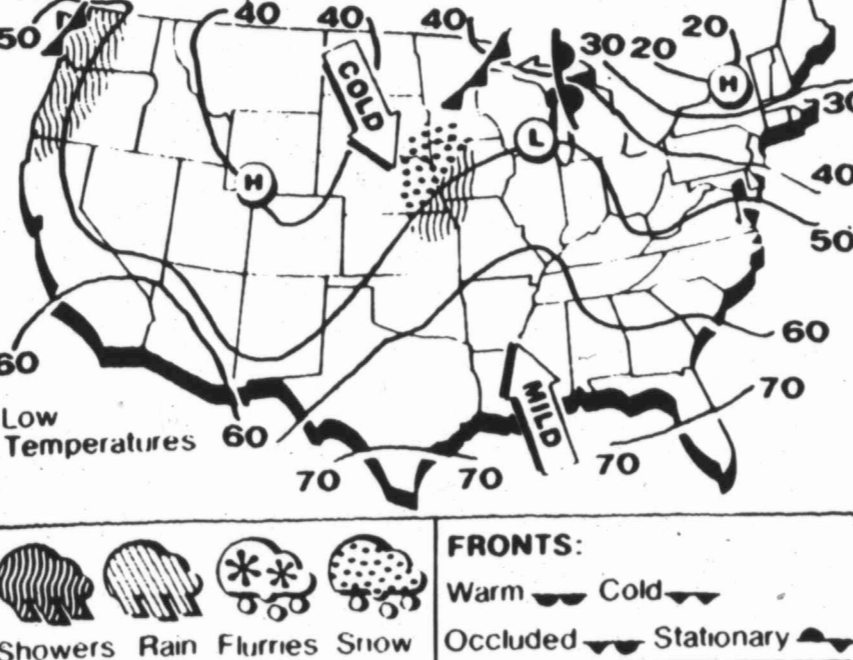 50 40 40 40 30 20 20
COLD
H
30
L
H
40
50
60
60
70
MILD
Low
Temperatures 60
70 70 70
FRONTS:
Warm Cold
Showers Rain Flurries Snow
Occluded Stationary